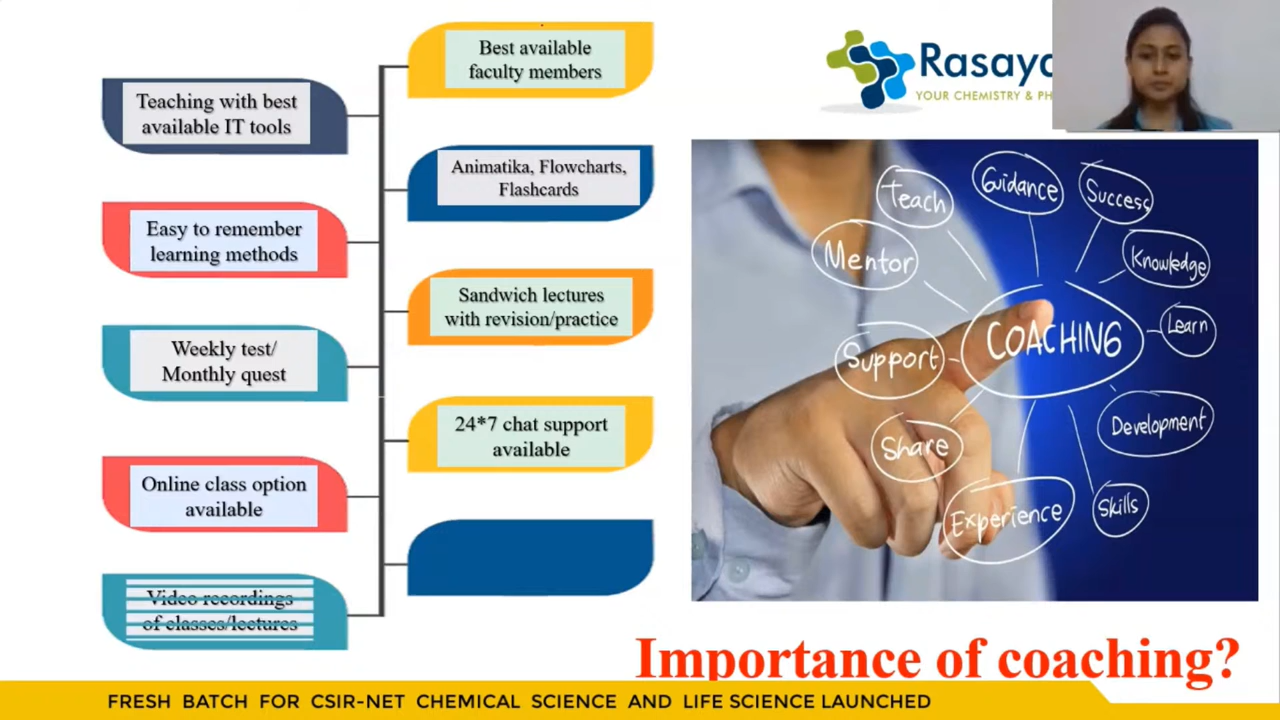 Best available
faculty members
Teaching with best
available IT tools
Animatika, Flowcharts,
Flashcards
Easy to remember
learning methods
Sandwich lectures
with revision/practice
Weekly test/
Monthly quest
24*7 chat support
available
Online class option
available
Video recordings
of classes/lectures
YOUR CHEMISTRY &
Teach
Guidance
Success
Mentor
Knowledge
COACHING
Learn
Support
Share
Development
Experience
Skills
Importance of coaching?
FRESH BATCH FOR CSIR-NET CHEMICAL SCIENCE AND LIFE SCIENCE LAUNCHED